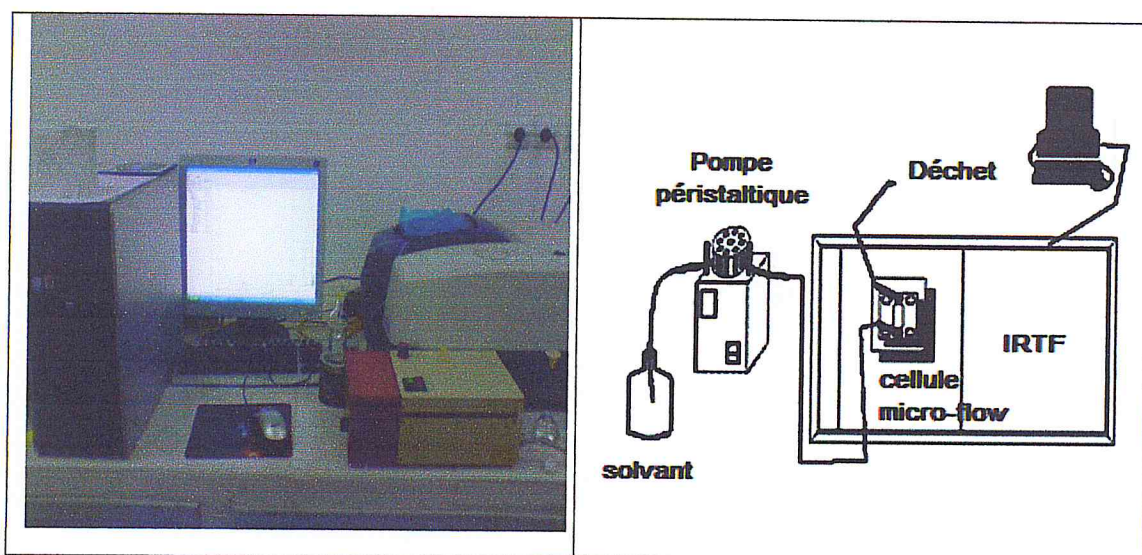 Pompe
péristaltique
Déchet
IRTF
cellule
micro-flow
solvant